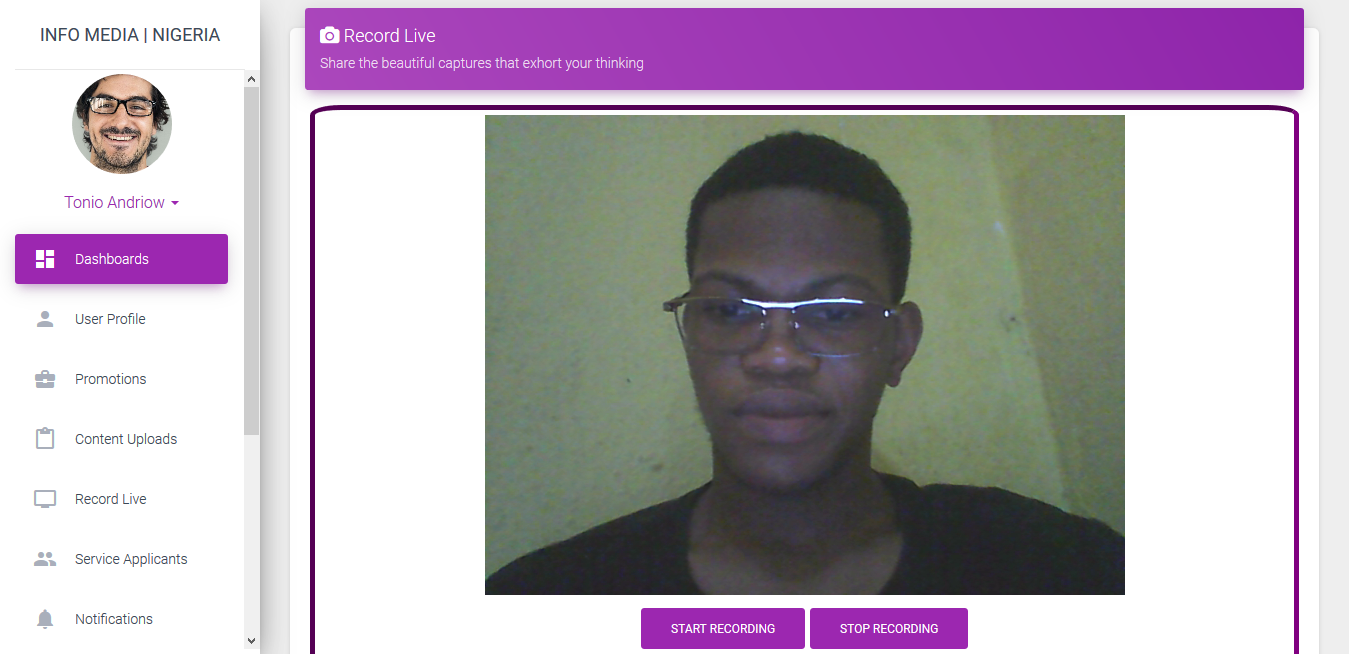 INFO MEDIA | NIGERIA
Tonio Andriow
Dashboards
User Profile
Promotions
Content Uploads
Record Live
Service Applicants
Notifications
Record Live
Share the beautiful captures that exhort your thinking
START RECORDING
STOP RECORDING